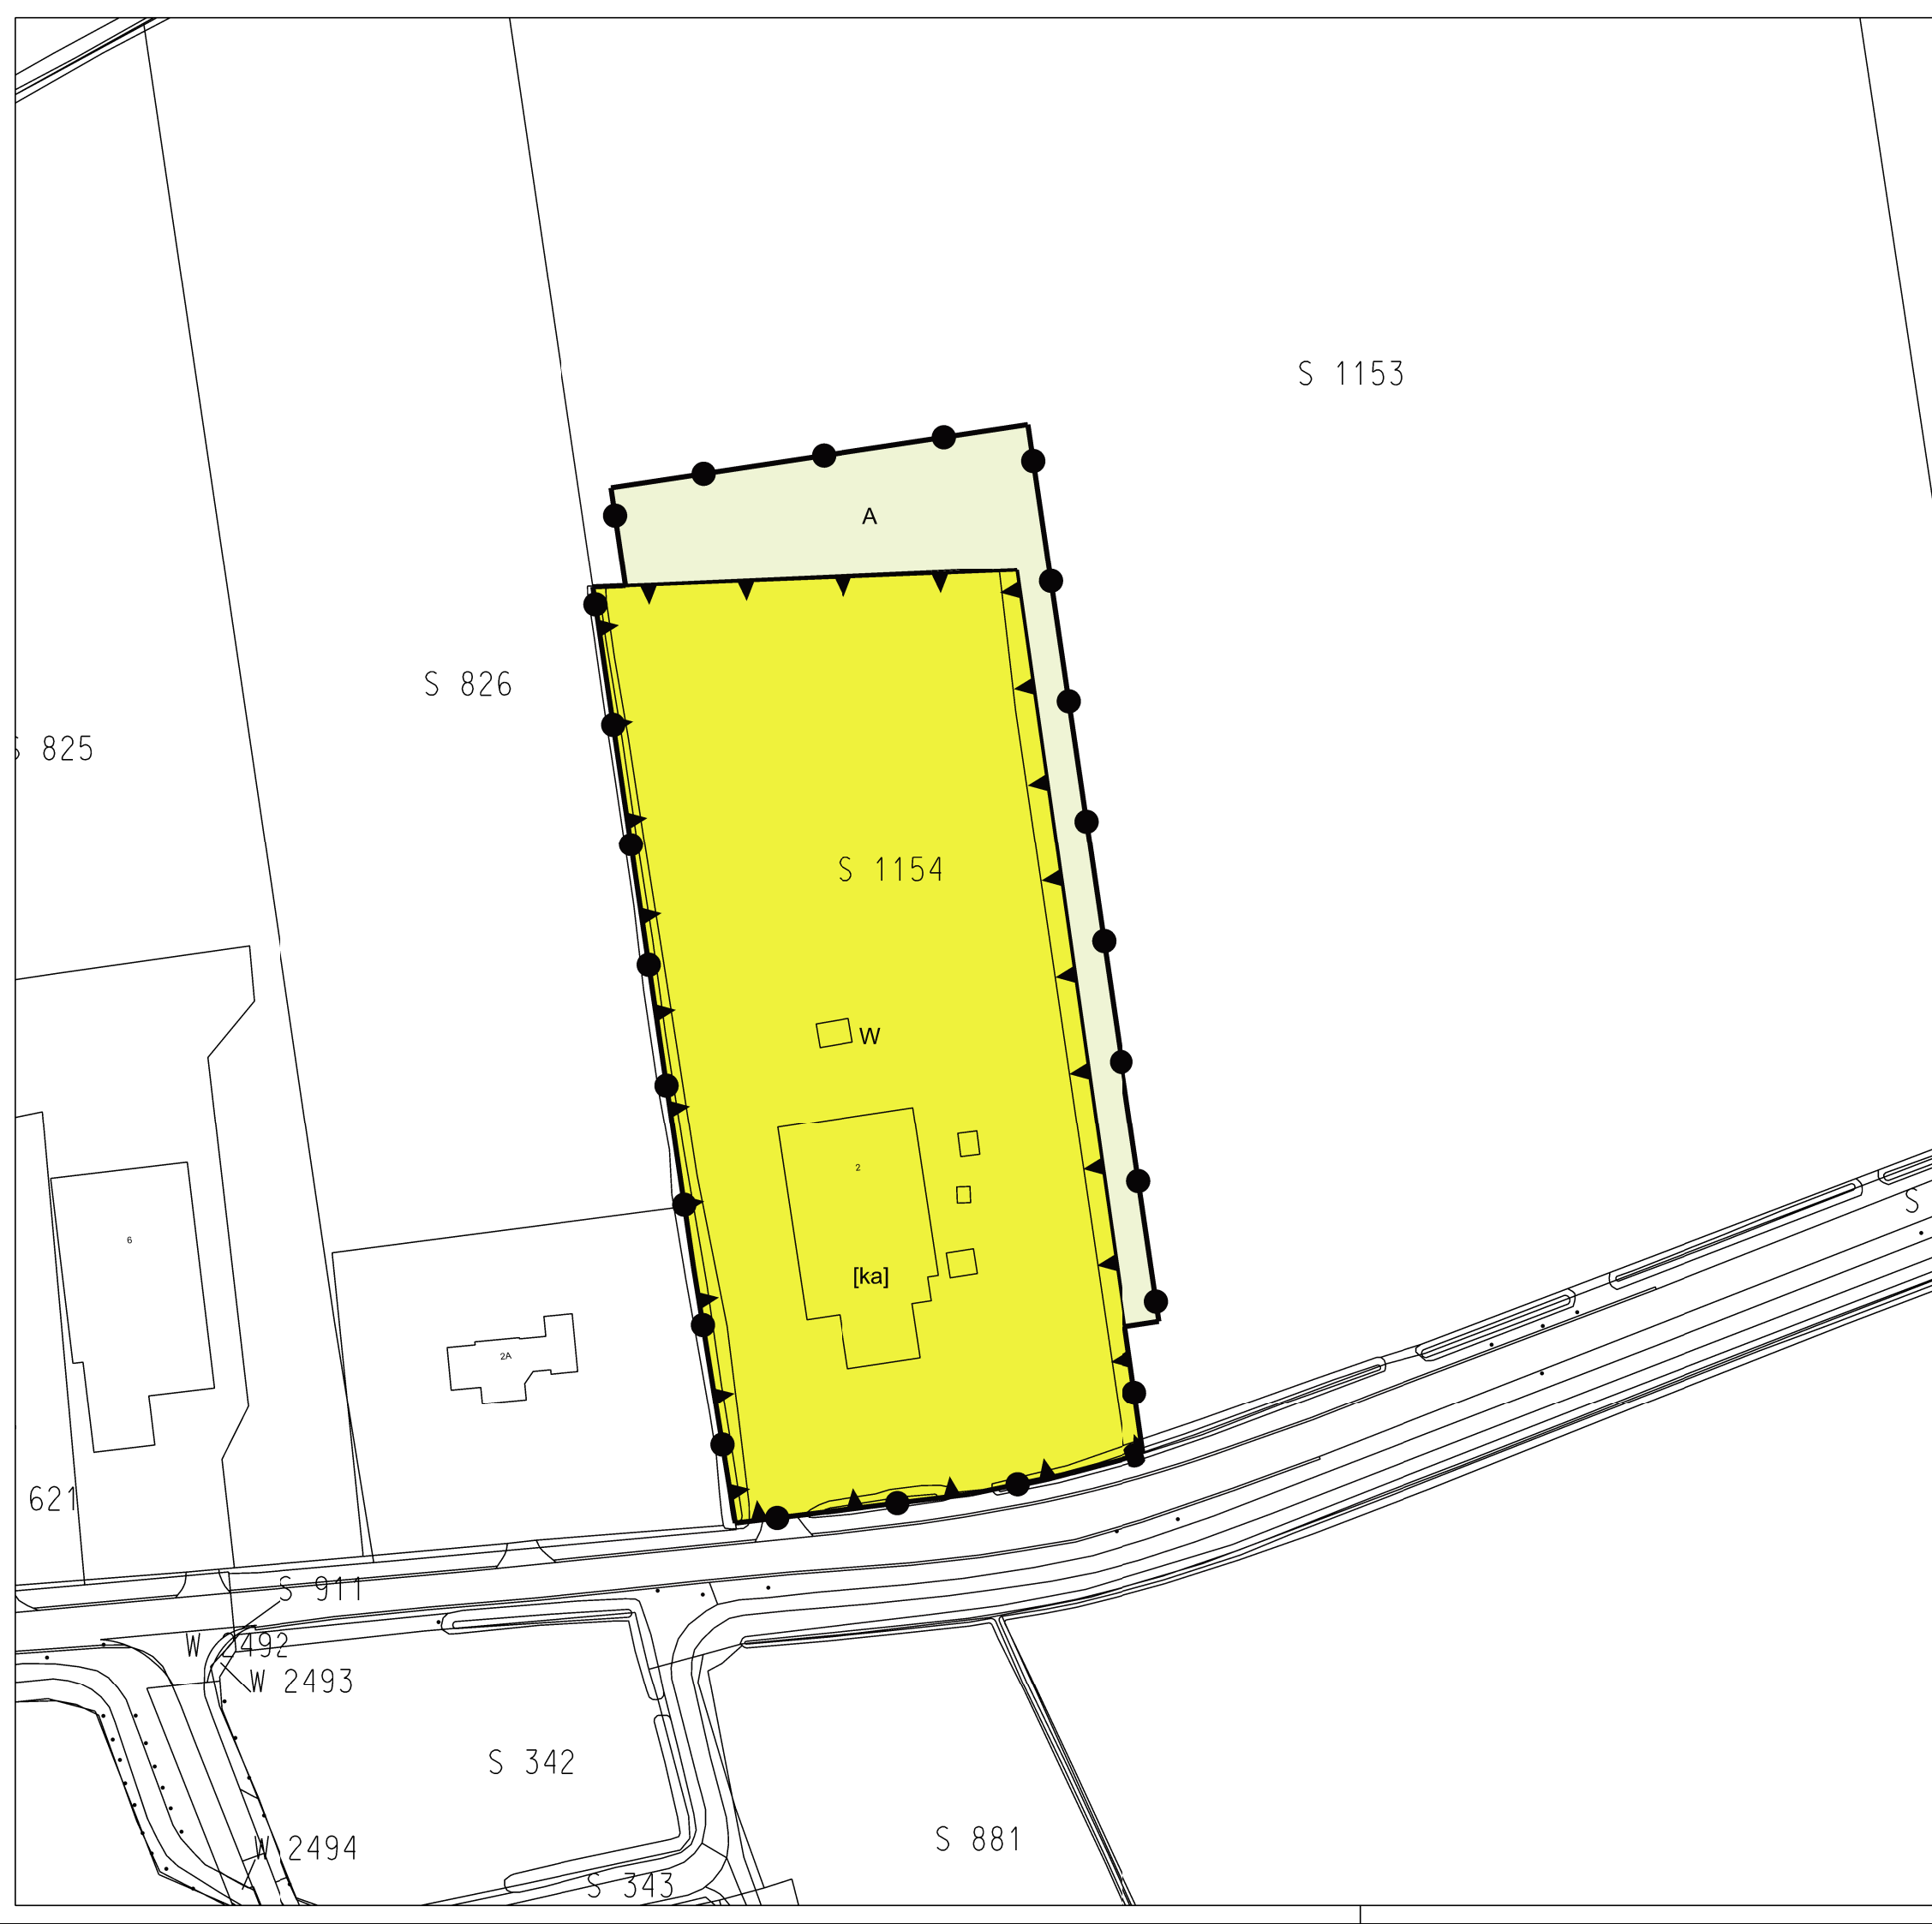 S 1153
A
S 826
S 825
S 1154
W
2
S
6
[ka]
2A
621
S 911
W 2492
W 2493
S 342
S 881
W 2494
S 343